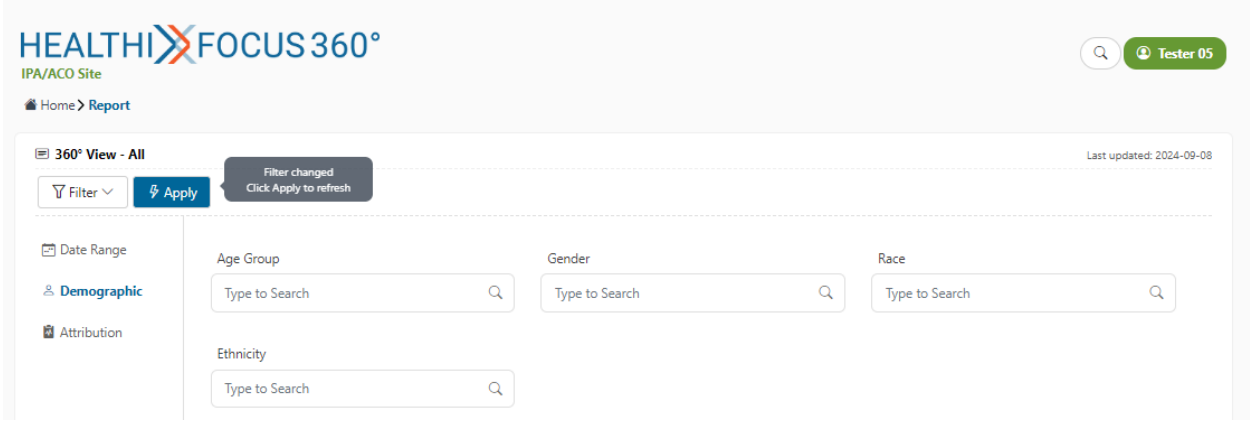 HEALTHIX FOCUS 360°
IPA/ACO Site
Tester 05
Home > Report
360° View - All
Last updated: 2024-09-08
Filter
Apply
Filter changed
Click Apply to refresh
Date Range
Demographic
Attribution
Age Group
Gender
Race
Type to Search
Type to Search
Type to Search
Ethnicity
Type to Search